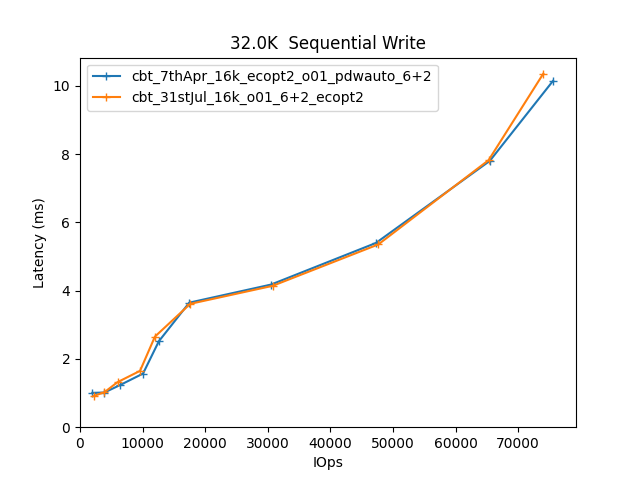 32.0K  Sequential Write
cbt_7thApr_16k_ecopt2_o01_pdwauto_6+2
cbt_31stJul_16k_o01_6+2_ecopt2
10
8
6
4
2
0
Latency (ms)
0 10000 20000 30000 40000 50000 60000 70000
IOps